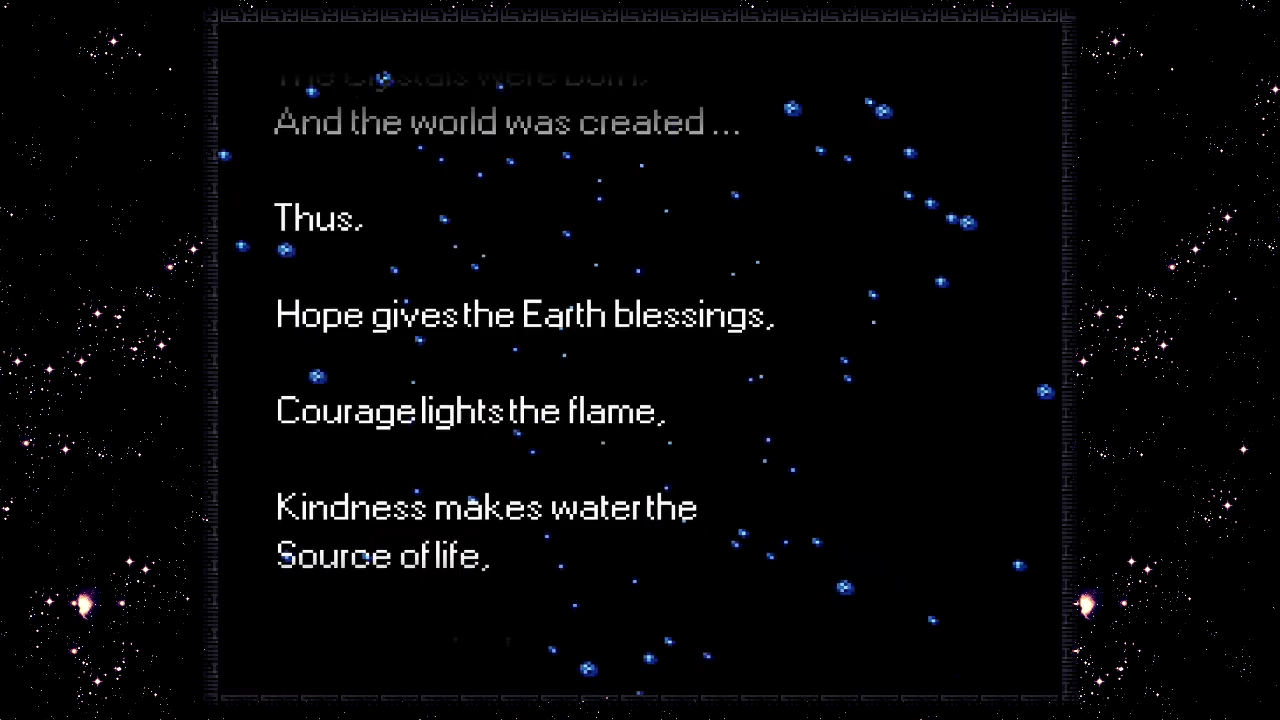 And the world was created ...
Thus
Hope gives the Earth blessings,
Courage lights the flame,
Kindness makes water the
Source of life